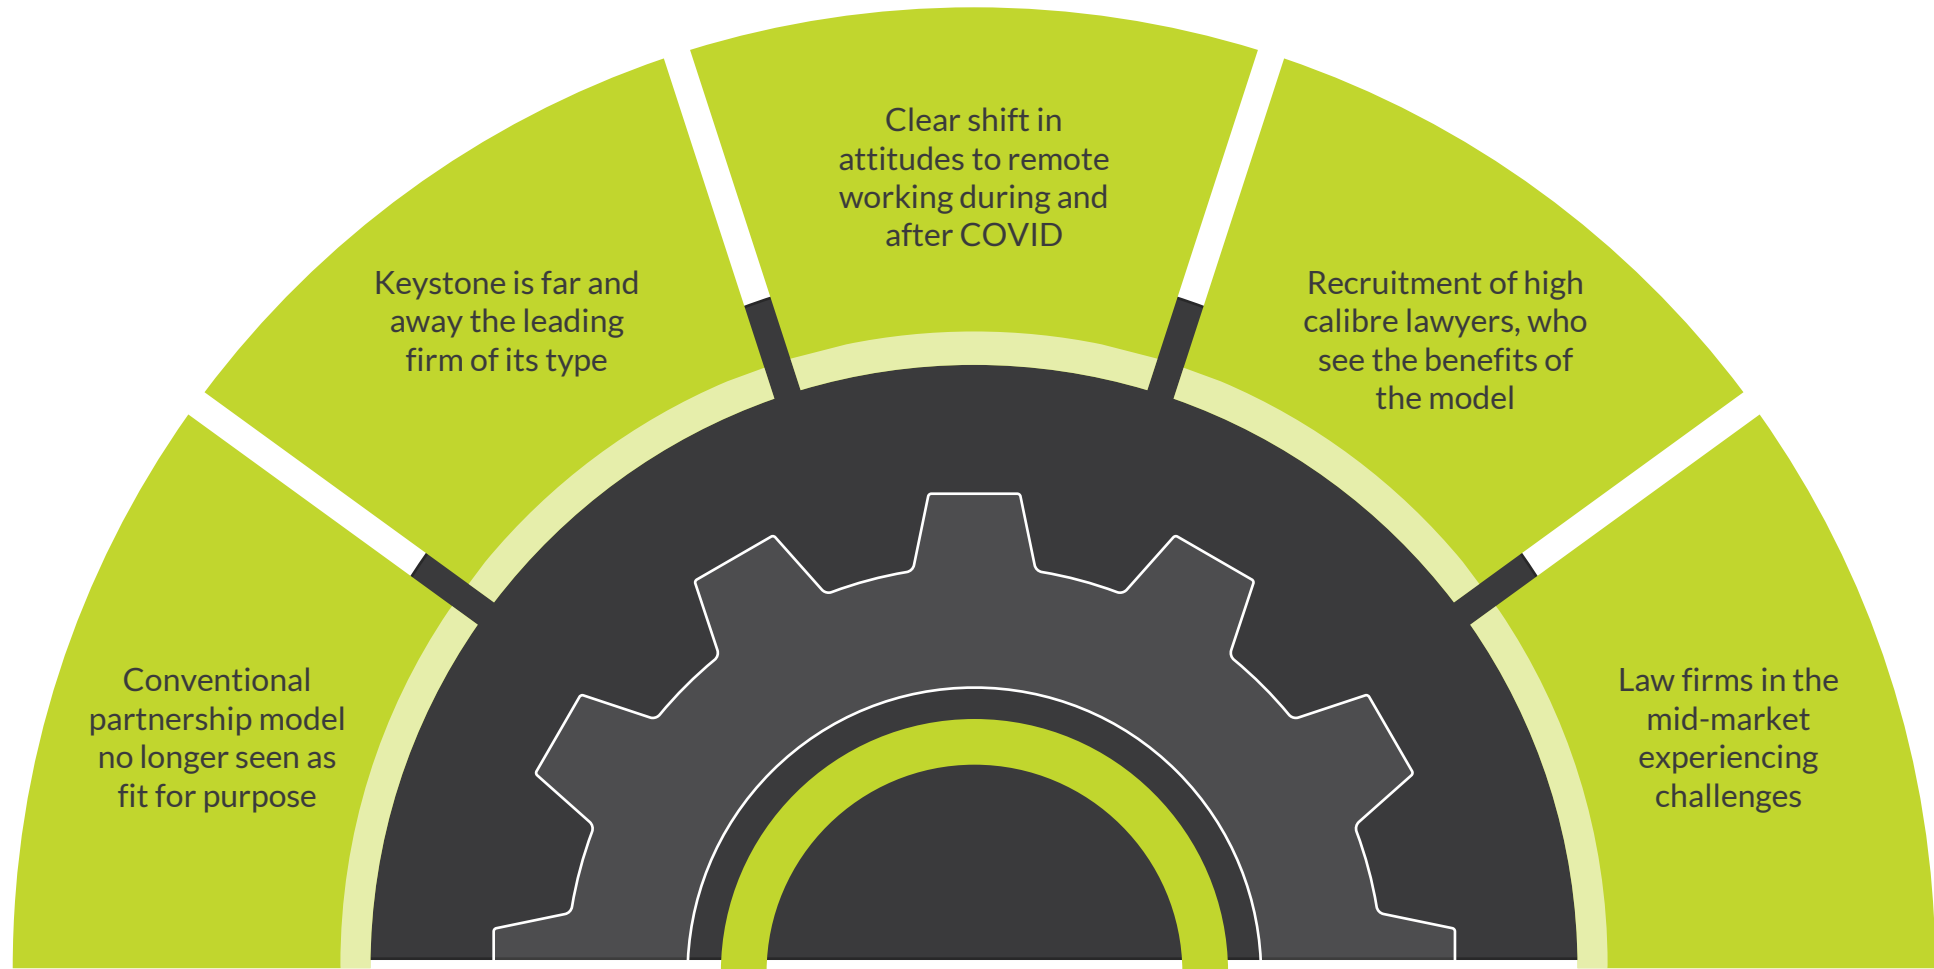 Conventional
partnership model
no longer seen as
fit for purpose
Keystone is far and
away the leading
firm of its type
Clear shift in
attitudes to remote
working during and
after COVID
Recruitment of high
calibre lawyers, who
see the benefits of
the model
Law firms in the
mid-market
experiencing
challenges